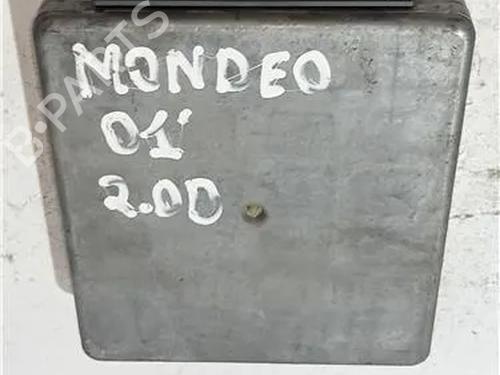 B-PARTS
MONDEO
01'
2.0D